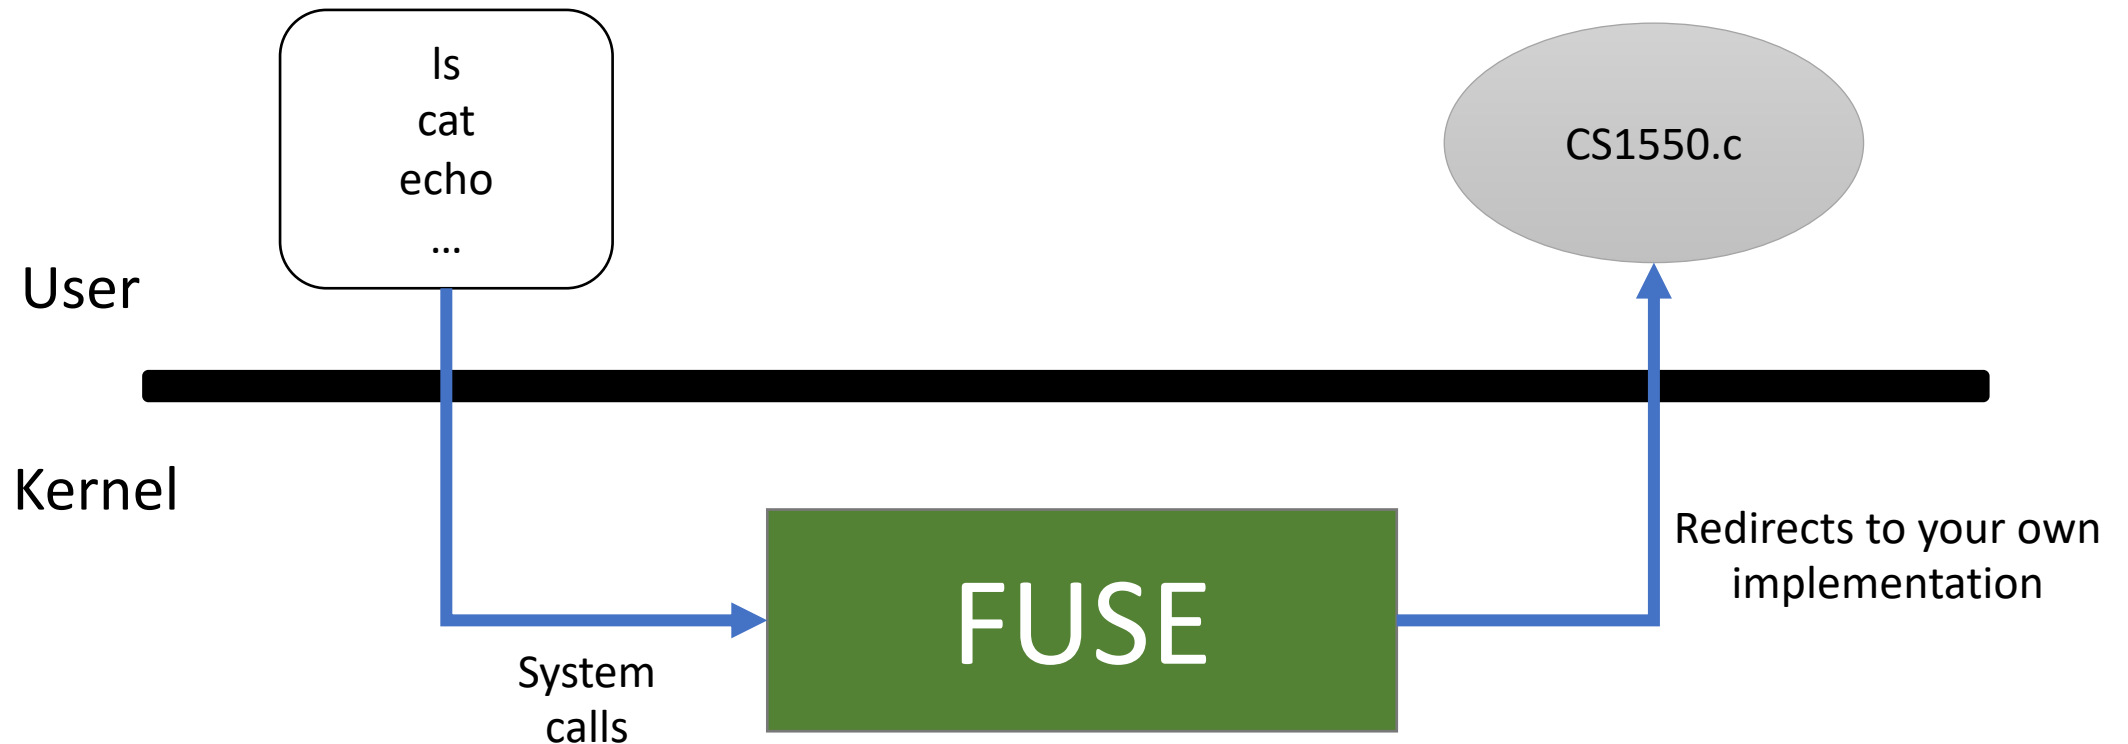 ls
cat
echo
...
CS1550.c
User
Kernel
System
calls
FUSE
Redirects to your own
implementation